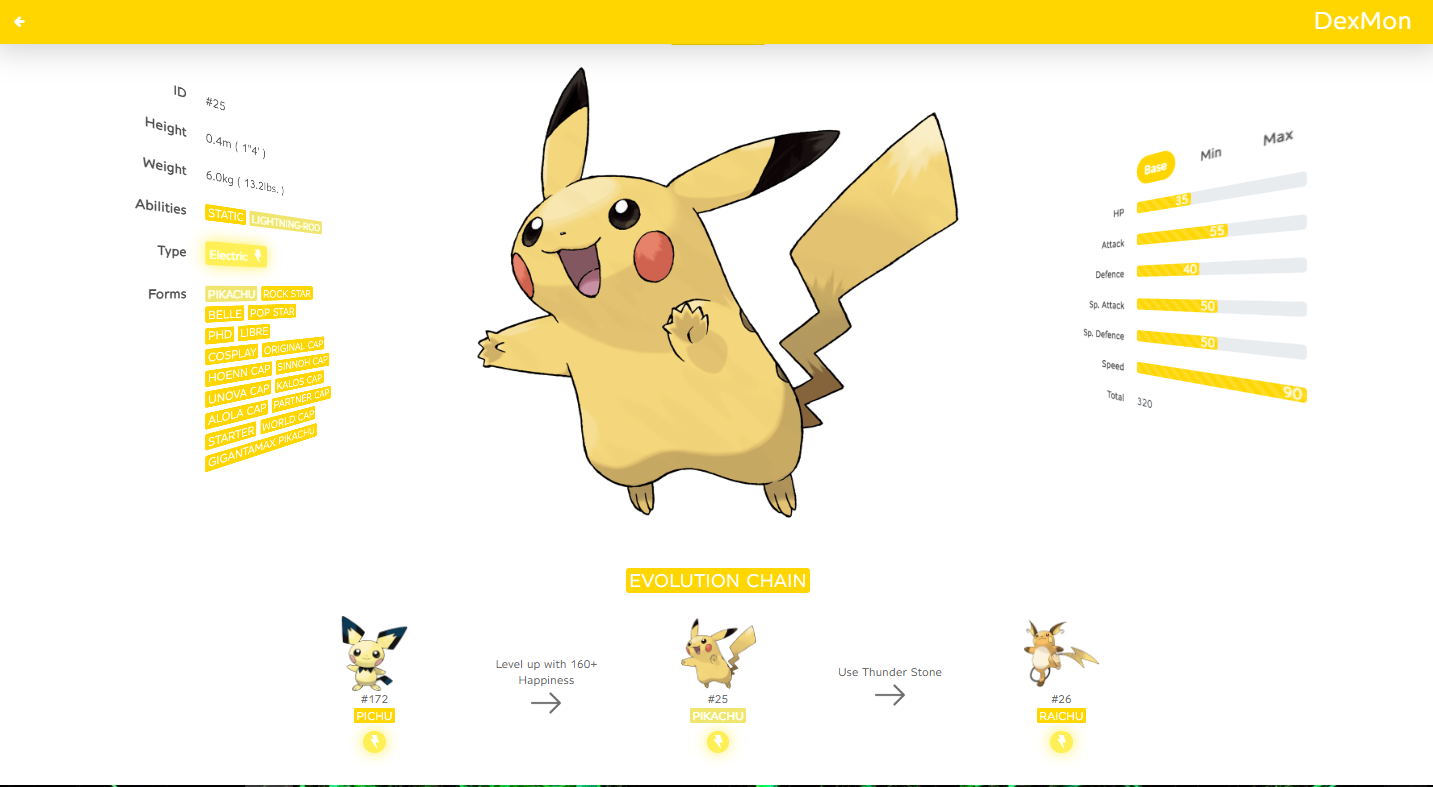 DexMon
ID #25
Height 0.4m ( 1"4' )
Weight 6.0kg ( 13.2lbs. )
Abilities STATIC LIGHTNING-ROD
Type Electric
Forms PIKACHU ROCK STAR
BELLE POP STAR
PHD LIBRE
COSPLAY ORIGINAL CAP
HOENN CAP SINNOH CAP
UNOVA CAP KALOS CAP
ALOLA CAP PARTNER CAP
STARTER WORLD CAP
GIGANTAMAX PIKACHU
Base Min Max
HP 35
Attack 55
Defence 40
Sp. Attack 50
Sp. Defence 50
Speed 90
Total 320
EVOLUTION CHAIN
Level up with 160+
Happiness
Use Thunder Stone
#172 #25 #26
PICHU PIKACHU RAICHU